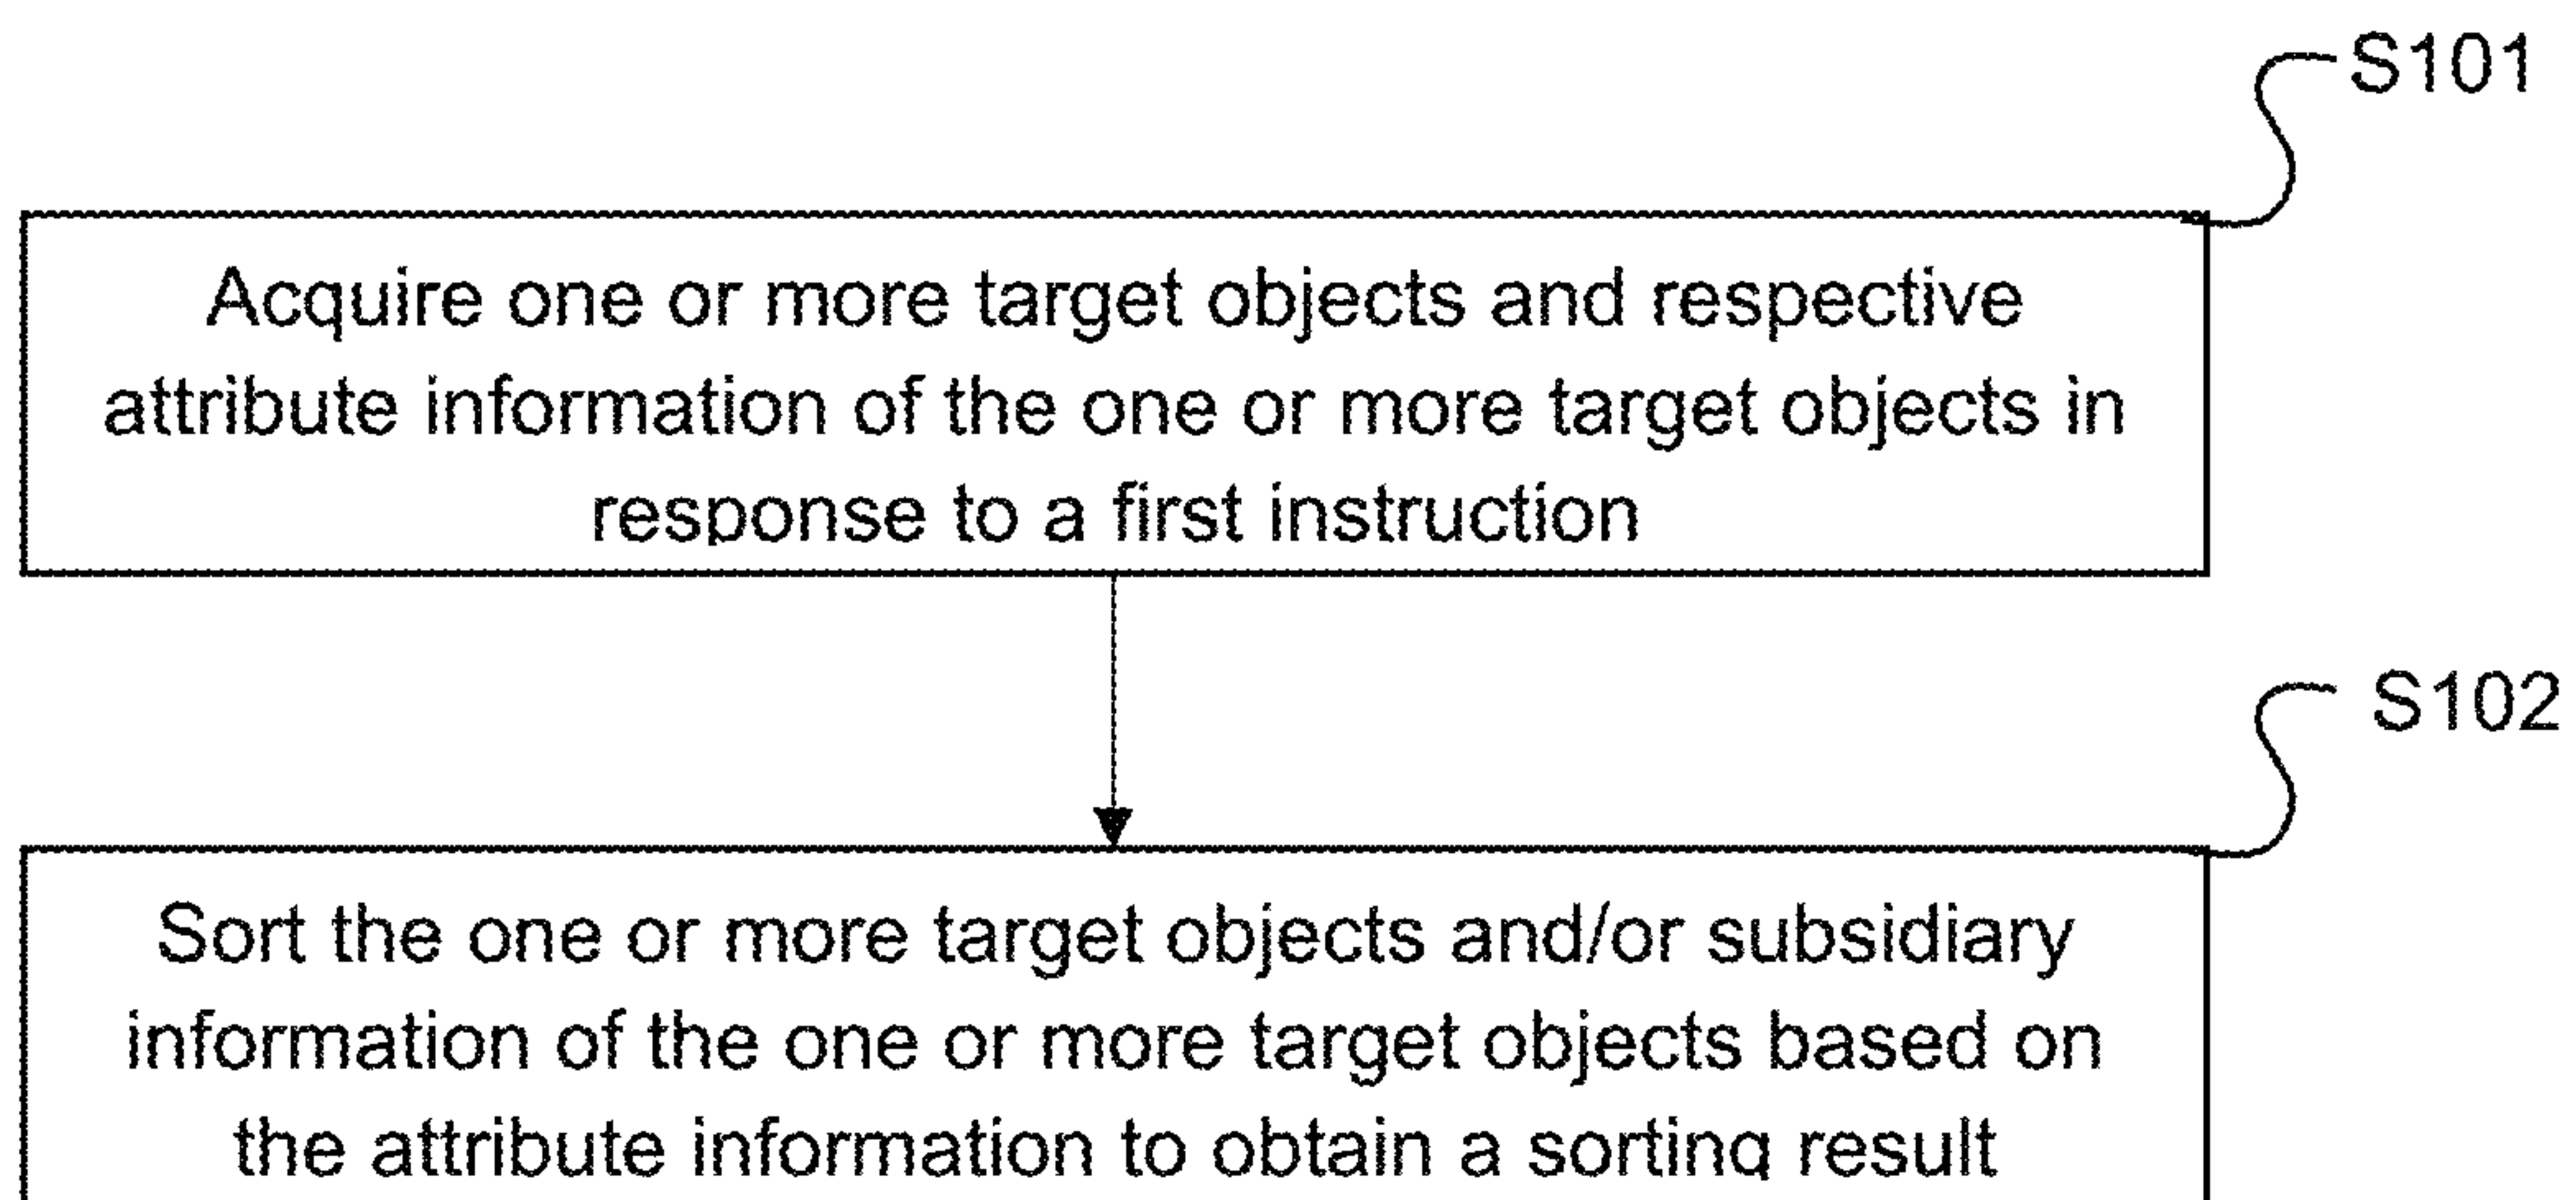 S101
Acquire one or more target objects and respective
attribute information of the one or more target objects in
response to a first instruction
S102
Sort the one or more target objects and/or subsidiary
information of the one or more target objects based on
the attribute information to obtain a sorting result